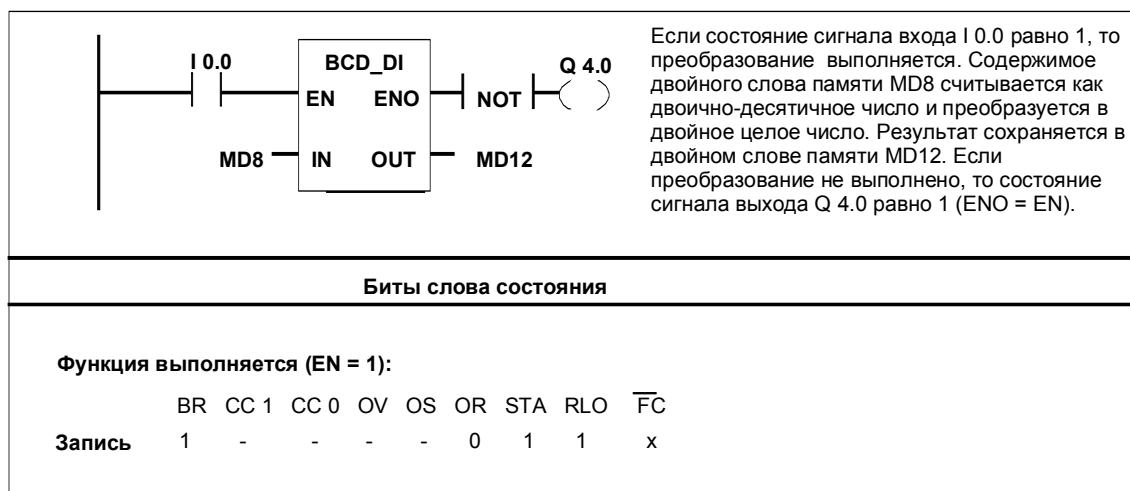 I 0.0
BCD_DI
Q 4.0
EN ENO
NOT
MD8
IN OUT
MD12
Если состояние сигнала входа I 0.0 равно 1, то
преобразование выполняется. Содержимое
двойного слова памяти MD8 считывается как
двоично-десятичное число и преобразуется в
двойное целое число. Результат сохраняется в
двойном слове памяти MD12. Если
преобразование не выполнено, то состояние
сигнала выхода Q 4.0 равно 1 (ENO = EN).
Биты слова состояния
Функция выполняется (EN = 1):
BR CC 1 CC 0 OV OS OR STA RLO F̅C
Запись 1 - - - - 0 1 1 x